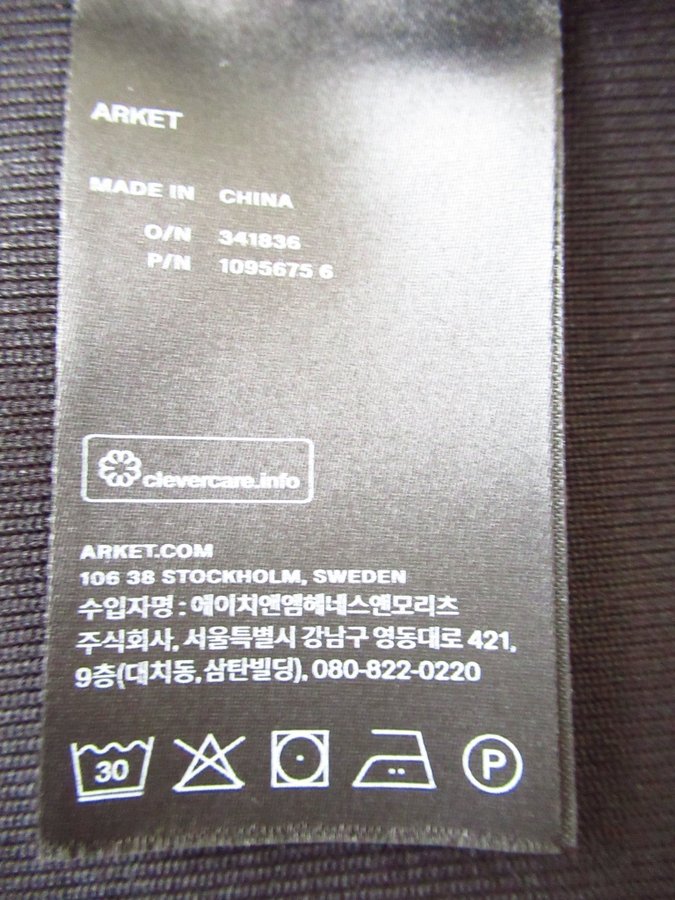 ARKET
MADE IN CHINA
O/N 341836
P/N 1095675 6
clevercare.info
ARKET.COM
106 38 STOCKHOLM, SWEDEN
수입자명 : 에이치앤엠헤네스앤모리츠
주식회사, 서울특별시 강남구 영동대로 421,
9층(대치동, 삼탄빌딩), 080-822-0220
30 P